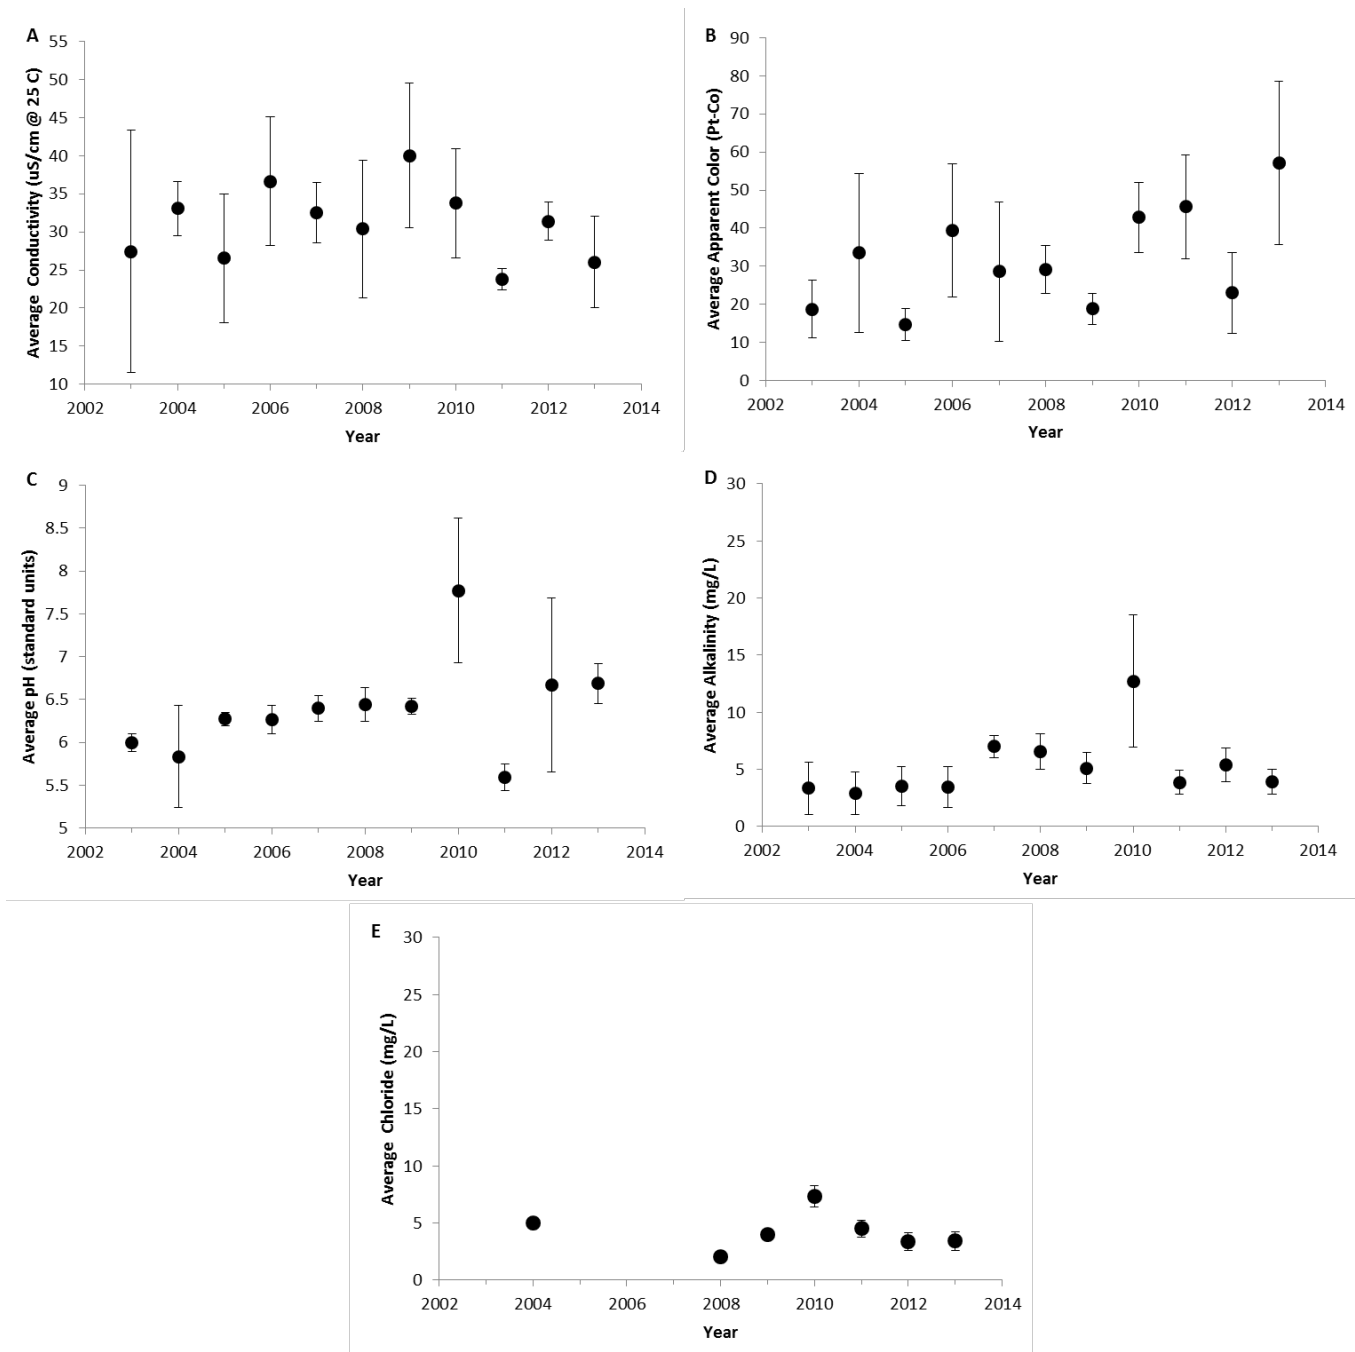 A
Average Conductivity (uS/cm @ 25 C)
55
50
45
40
35
30
25
20
15
10
2002 2004 2006 2008 2010 2012 2014
Year
B
Average Apparent Color (Pt-Co)
90
80
70
60
50
40
30
20
10
0
2002 2004 2006 2008 2010 2012 2014
Year
C
Average pH (standard units)
9
8.5
8
7.5
7
6.5
6
5.5
5
2002 2004 2006 2008 2010 2012 2014
Year
D
Average Alkalinity (mg/L)
30
25
20
15
10
5
0
2002 2004 2006 2008 2010 2012 2014
Year
E
Average Chloride (mg/L)
30
25
20
15
10
5
0
2002 2004 2006 2008 2010 2012 2014
Year